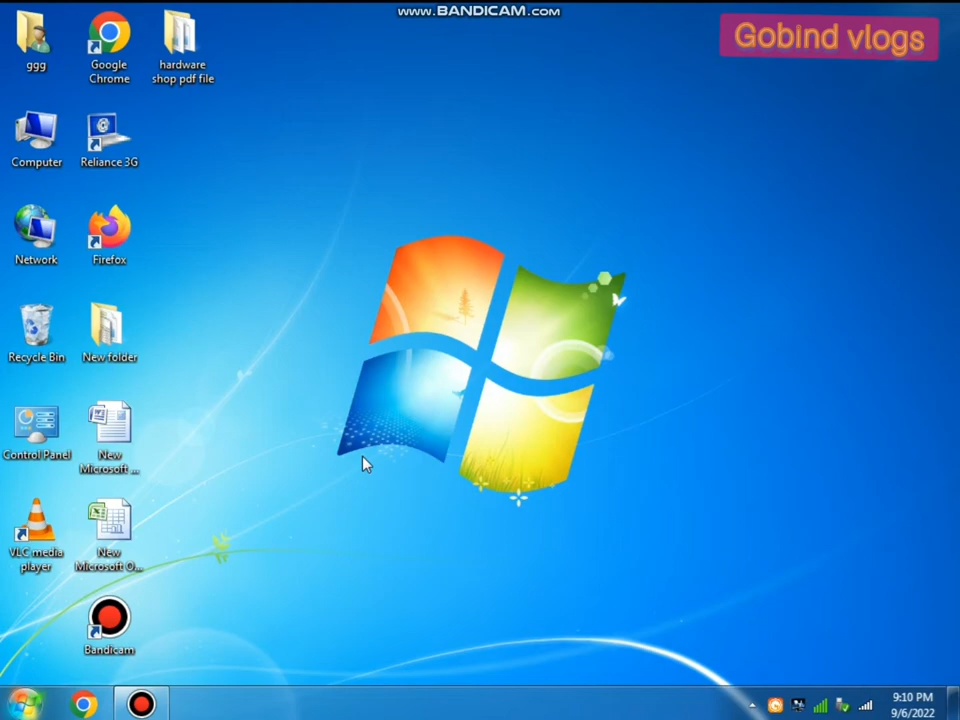 www.BANDICAM.com
Gobind vlogs
ggg
Google
Chrome
hardware
shop pdf file
Computer
Reliance 3G
Network
Firefox
Recycle Bin
New folder
Control Panel
New
Microsoft ...
VLC media
player
New
Microsoft O...
Bandicam
9:10 PM
9/6/2022